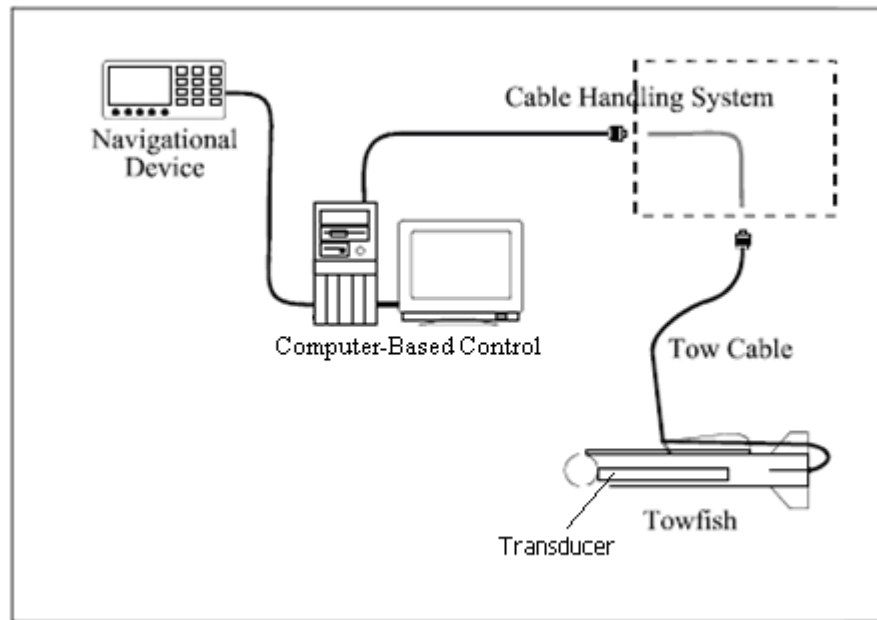 Navigational
Device
Cable Handling System
Computer-Based Control
Tow Cable
Towfish
Transducer